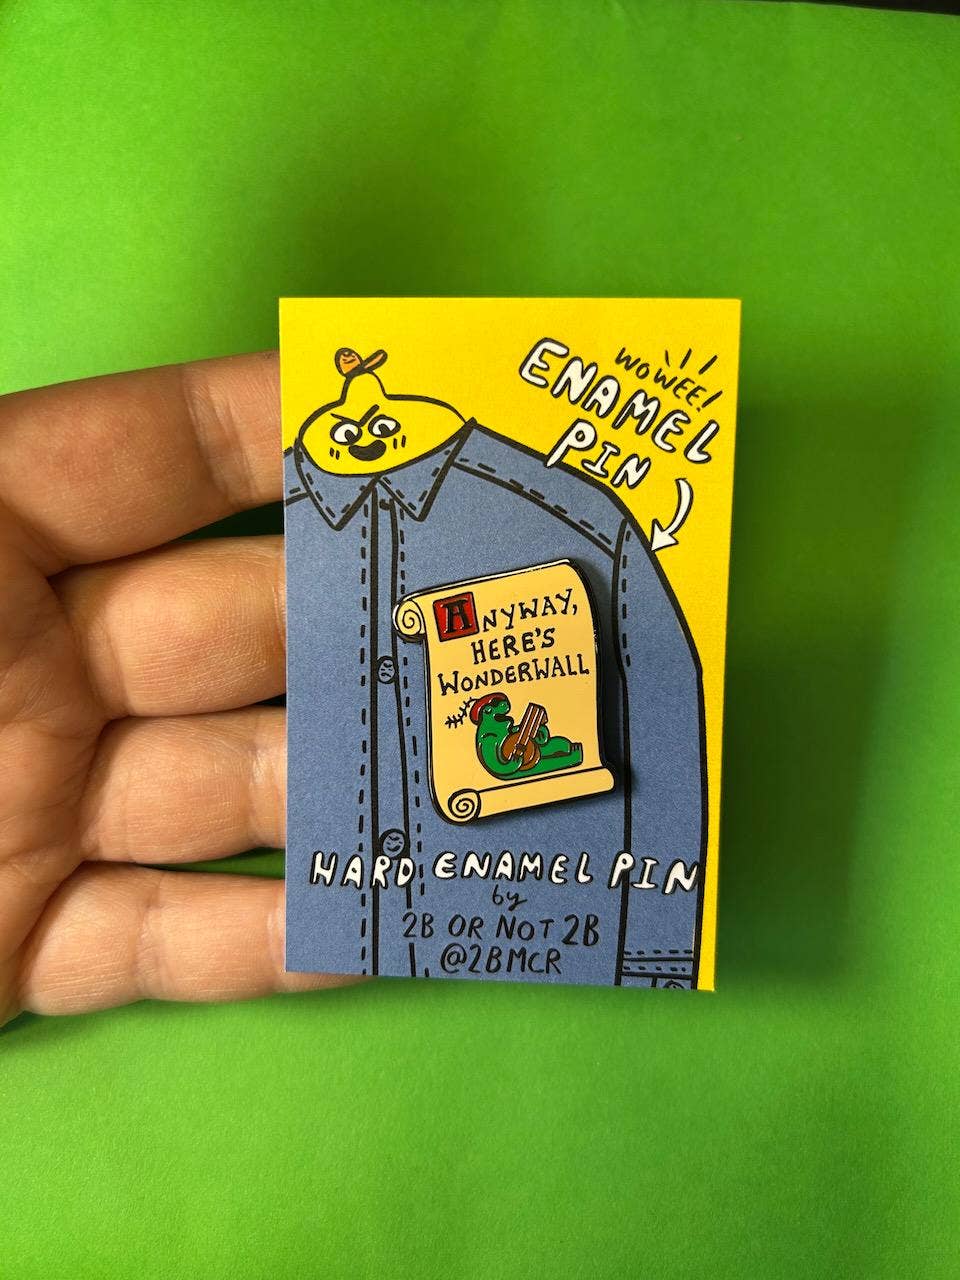 WOWEE!
ENAMEL
PIN
ANYWAY,
HERE'S
WONDERWALL
HARD ENAMEL PIN
by
2B OR NOT 2B
@2BMCR